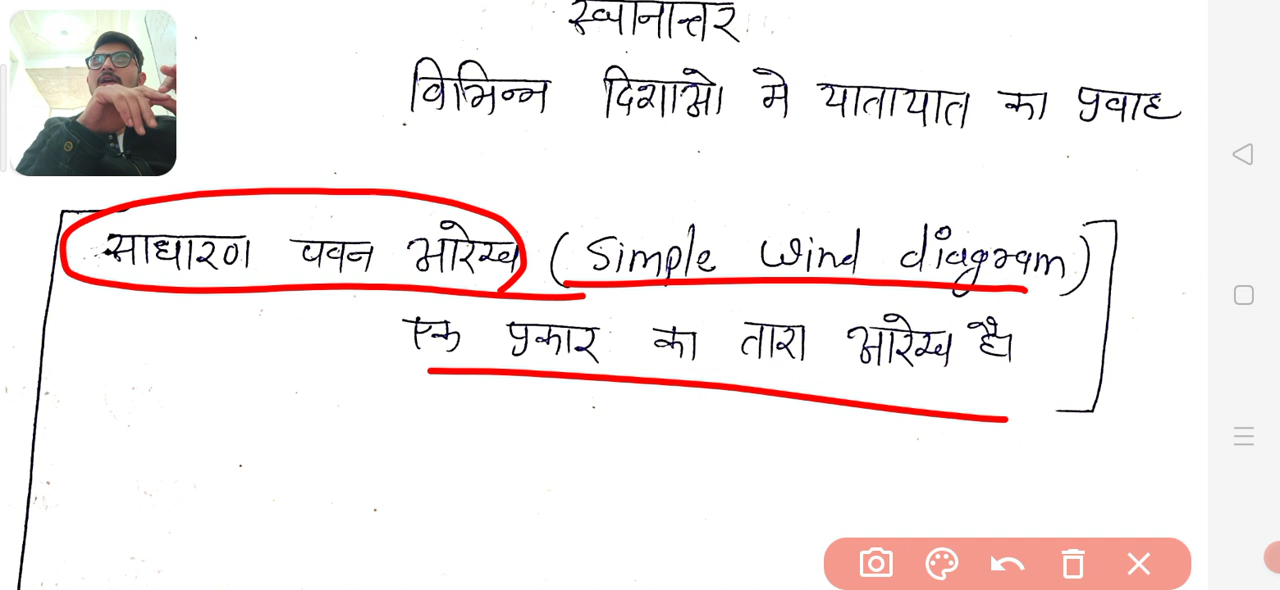 स्थानान्तर
विभिन्न दिशाओ मे यातायात का प्रवाह
साधारण पवन आरेख (Simple wind diagram)
एक प्रकार का तारा आरेख है।